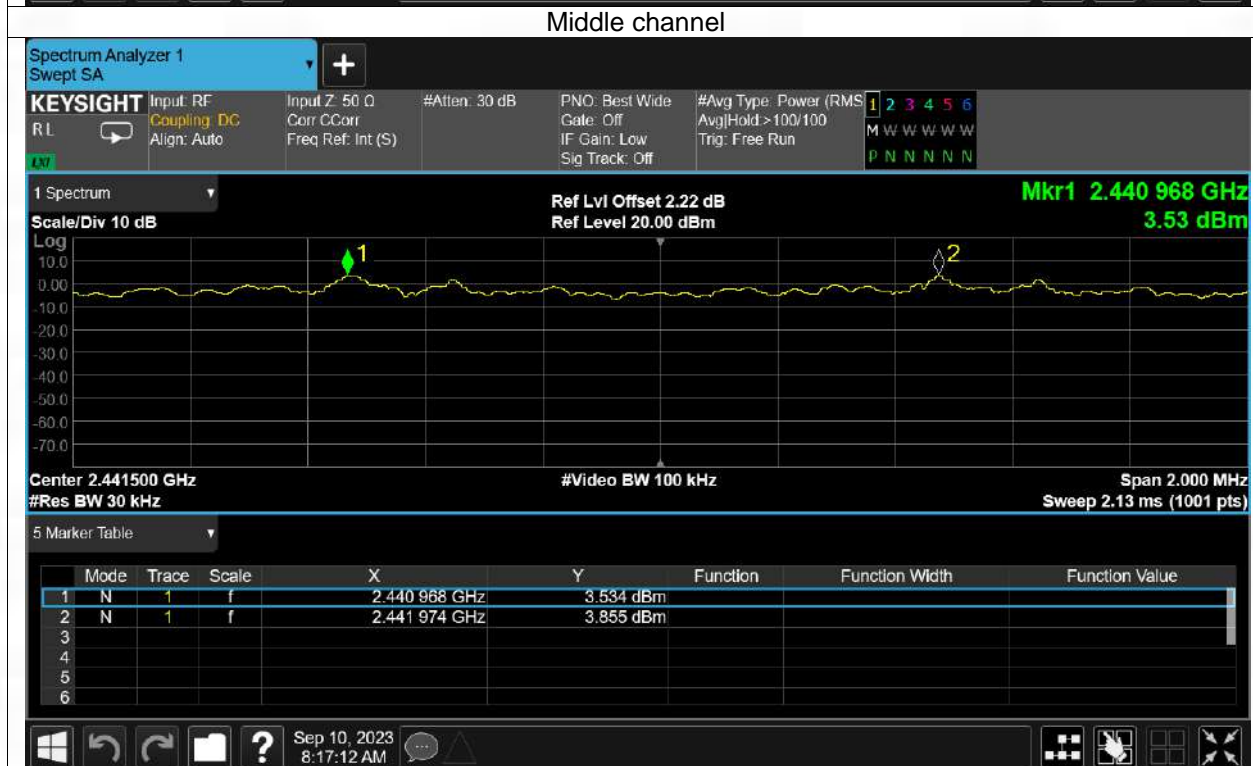 Middle channel
Spectrum Analyzer 1
Swept SA
+
KEYSIGHT
RL
LXI
Input: RF
Coupling: DC
Align: Auto
Input Z: 50 Ω
Corr CCorr
Freq Ref: Int (S)
#Atten: 30 dB
PNO: Best Wide
Gate: Off
IF Gain: Low
Sig Track: Off
#Avg Type: Power (RMS
Avg|Hold:>100/100
Trig: Free Run
1 2 3 4 5 6
M W W W W W
P N N N N N
1 Spectrum
Scale/Div 10 dB
Ref Lvl Offset 2.22 dB
Ref Level 20.00 dBm
Mkr1 2.440 968 GHz
3.53 dBm
Log
10.0
0.00
-10.0
-20.0
-30.0
-40.0
-50.0
-60.0
-70.0
1
2
Center 2.441500 GHz
#Res BW 30 kHz
#Video BW 100 kHz
Span 2.000 MHz
Sweep 2.13 ms (1001 pts)
5 Marker Table
Mode Trace Scale X Y Function Function Width Function Value
1 N 1 f 2.440 968 GHz 3.534 dBm
2 N 1 f 2.441 974 GHz 3.855 dBm
3
4
5
6
?
Sep 10, 2023
8:17:12 AM